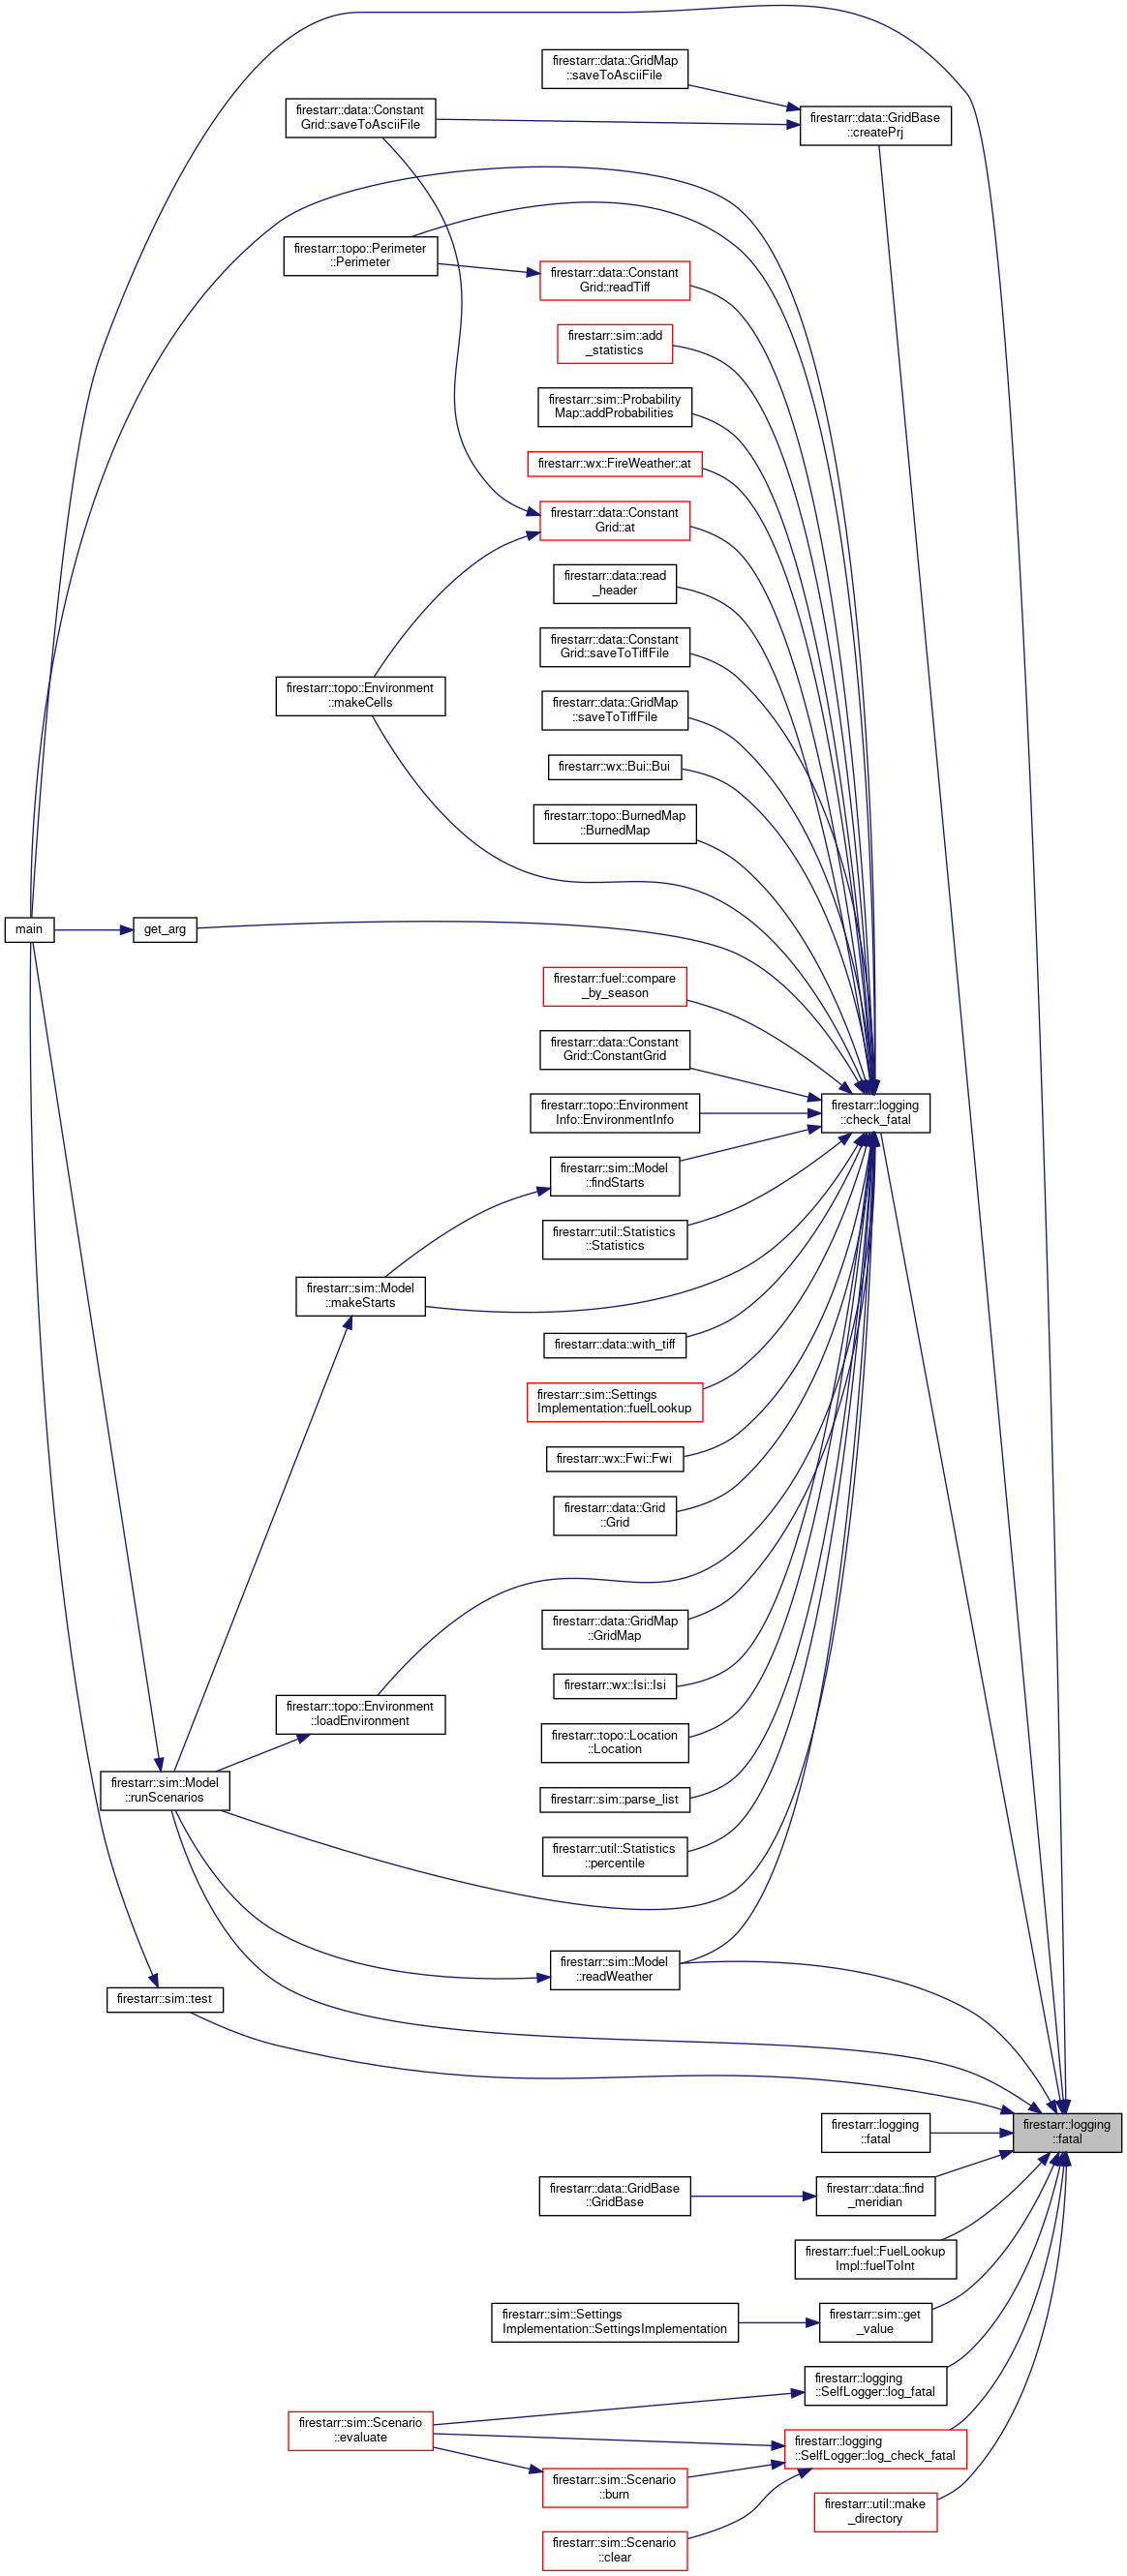 firestarr::data::GridMap
::saveToAsciiFile
firestarr::data::Constant
Grid::saveToAsciiFile
firestarr::data::GridBase
::createPrj
firestarr::topo::Perimeter
::Perimeter
firestarr::data::Constant
Grid::readTiff
firestarr::sim::add
_statistics
firestarr::sim::Probability
Map::addProbabilities
firestarr::wx::FireWeather::at
firestarr::data::Constant
Grid::at
firestarr::data::read
_header
firestarr::data::Constant
Grid::saveToTiffFile
firestarr::topo::Environment
::makeCells
firestarr::data::GridMap
::saveToTiffFile
firestarr::wx::Bui::Bui
firestarr::topo::BurnedMap
::BurnedMap
main
get_arg
firestarr::fuel::compare
_by_season
firestarr::data::Constant
Grid::ConstantGrid
firestarr::topo::Environment
Info::EnvironmentInfo
firestarr::logging
::check_fatal
firestarr::sim::Model
::findStarts
firestarr::util::Statistics
::Statistics
firestarr::sim::Model
::makeStarts
firestarr::data::with_tiff
firestarr::sim::Settings
Implementation::fuelLookup
firestarr::wx::Fwi::Fwi
firestarr::data::Grid
::Grid
firestarr::data::GridMap
::GridMap
firestarr::wx::Isi::Isi
firestarr::topo::Environment
::loadEnvironment
firestarr::topo::Location
::Location
firestarr::sim::Model
::runScenarios
firestarr::sim::parse_list
firestarr::util::Statistics
::percentile
firestarr::sim::Model
::readWeather
firestarr::sim::test
firestarr::logging
::fatal
firestarr::logging
::fatal
firestarr::data::GridBase
::GridBase
firestarr::data::find
_meridian
firestarr::fuel::FuelLookup
Impl::fuelToInt
firestarr::sim::Settings
Implementation::SettingsImplementation
firestarr::sim::get
_value
firestarr::logging
::SelfLogger::log_fatal
firestarr::sim::Scenario
::evaluate
firestarr::logging
::SelfLogger::log_check_fatal
firestarr::sim::Scenario
::burn
firestarr::util::make
_directory
firestarr::sim::Scenario
::clear